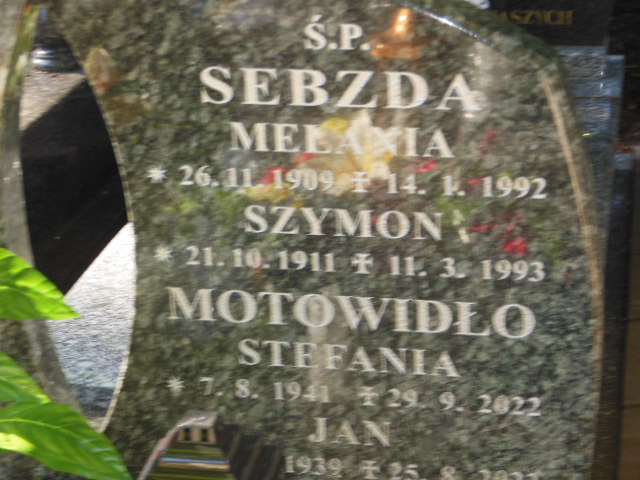 ASZYCH
Ś.P.
SEBZDA
MELANIA
* 26. 11. 1909 ✝ 14. 1. 1992
SZYMON
* 21. 10. 1911 ✝ 11. 3. 1993
MOTOWIDŁO
STEFANIA
* 7. 8. 1941 ✝ 29. 9. 2022
JAN
1939 ✝ 25. 8.